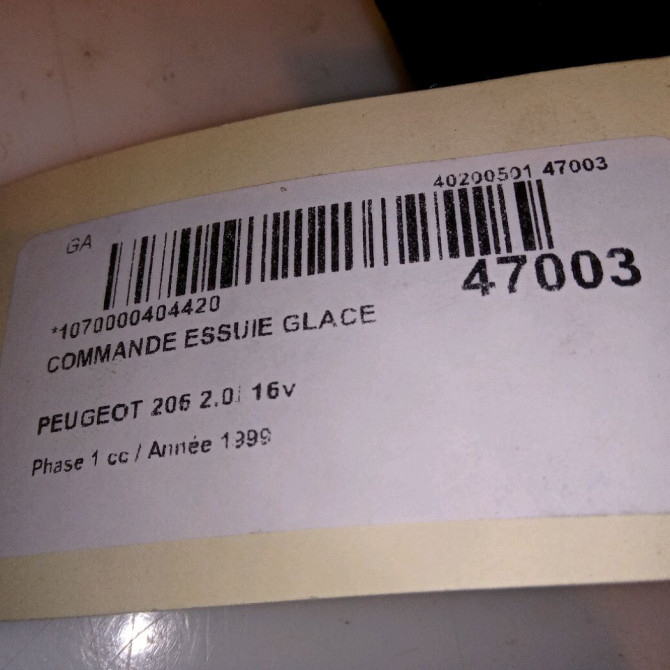 40200501 47003
GA
47003
*1070000404420
COMMANDE ESSUIE GLACE
PEUGEOT 206 2.0i 16v
Phase 1 cc / Année 1999